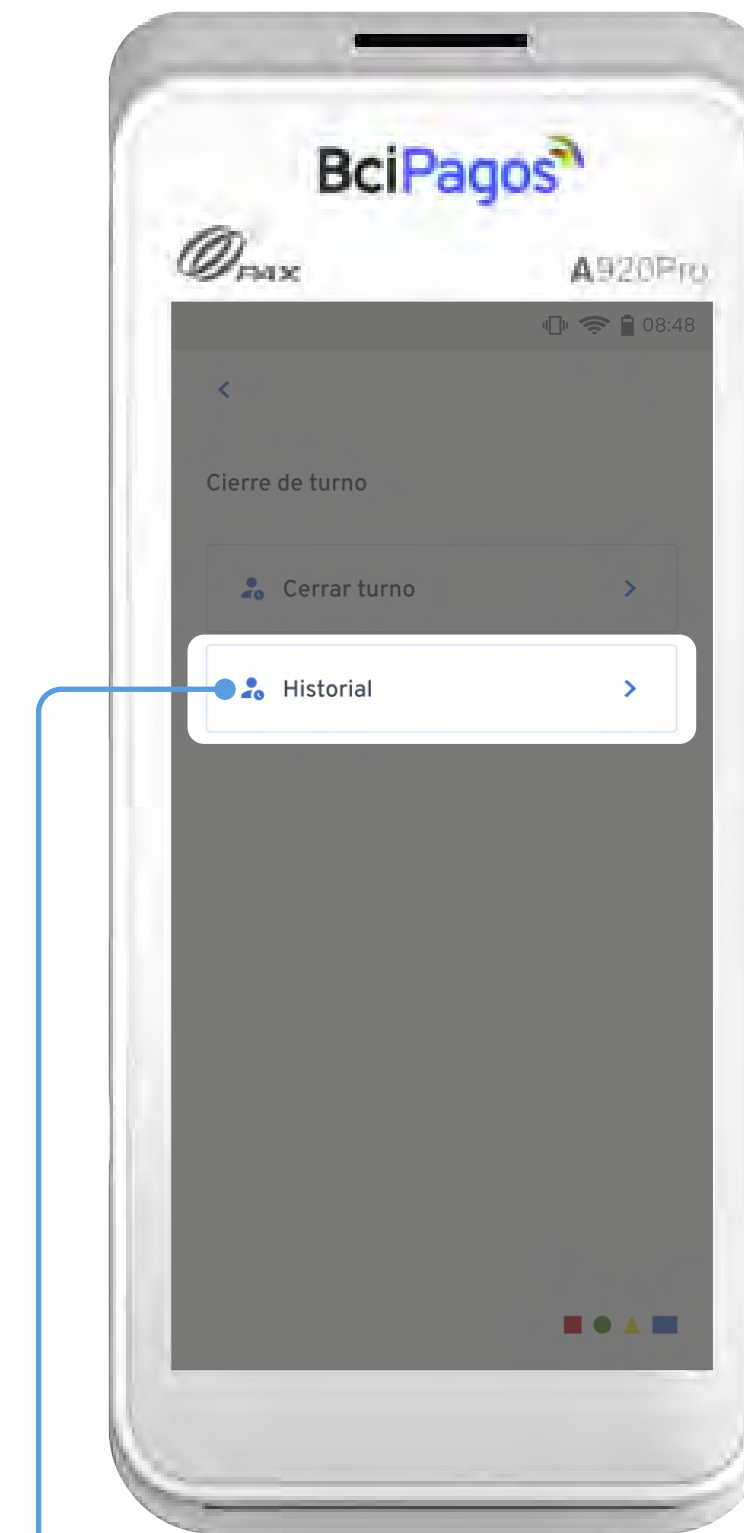 BciPagos
PAX A920Pro
08:48
Cierre de turno
Cerrar turno
Historial